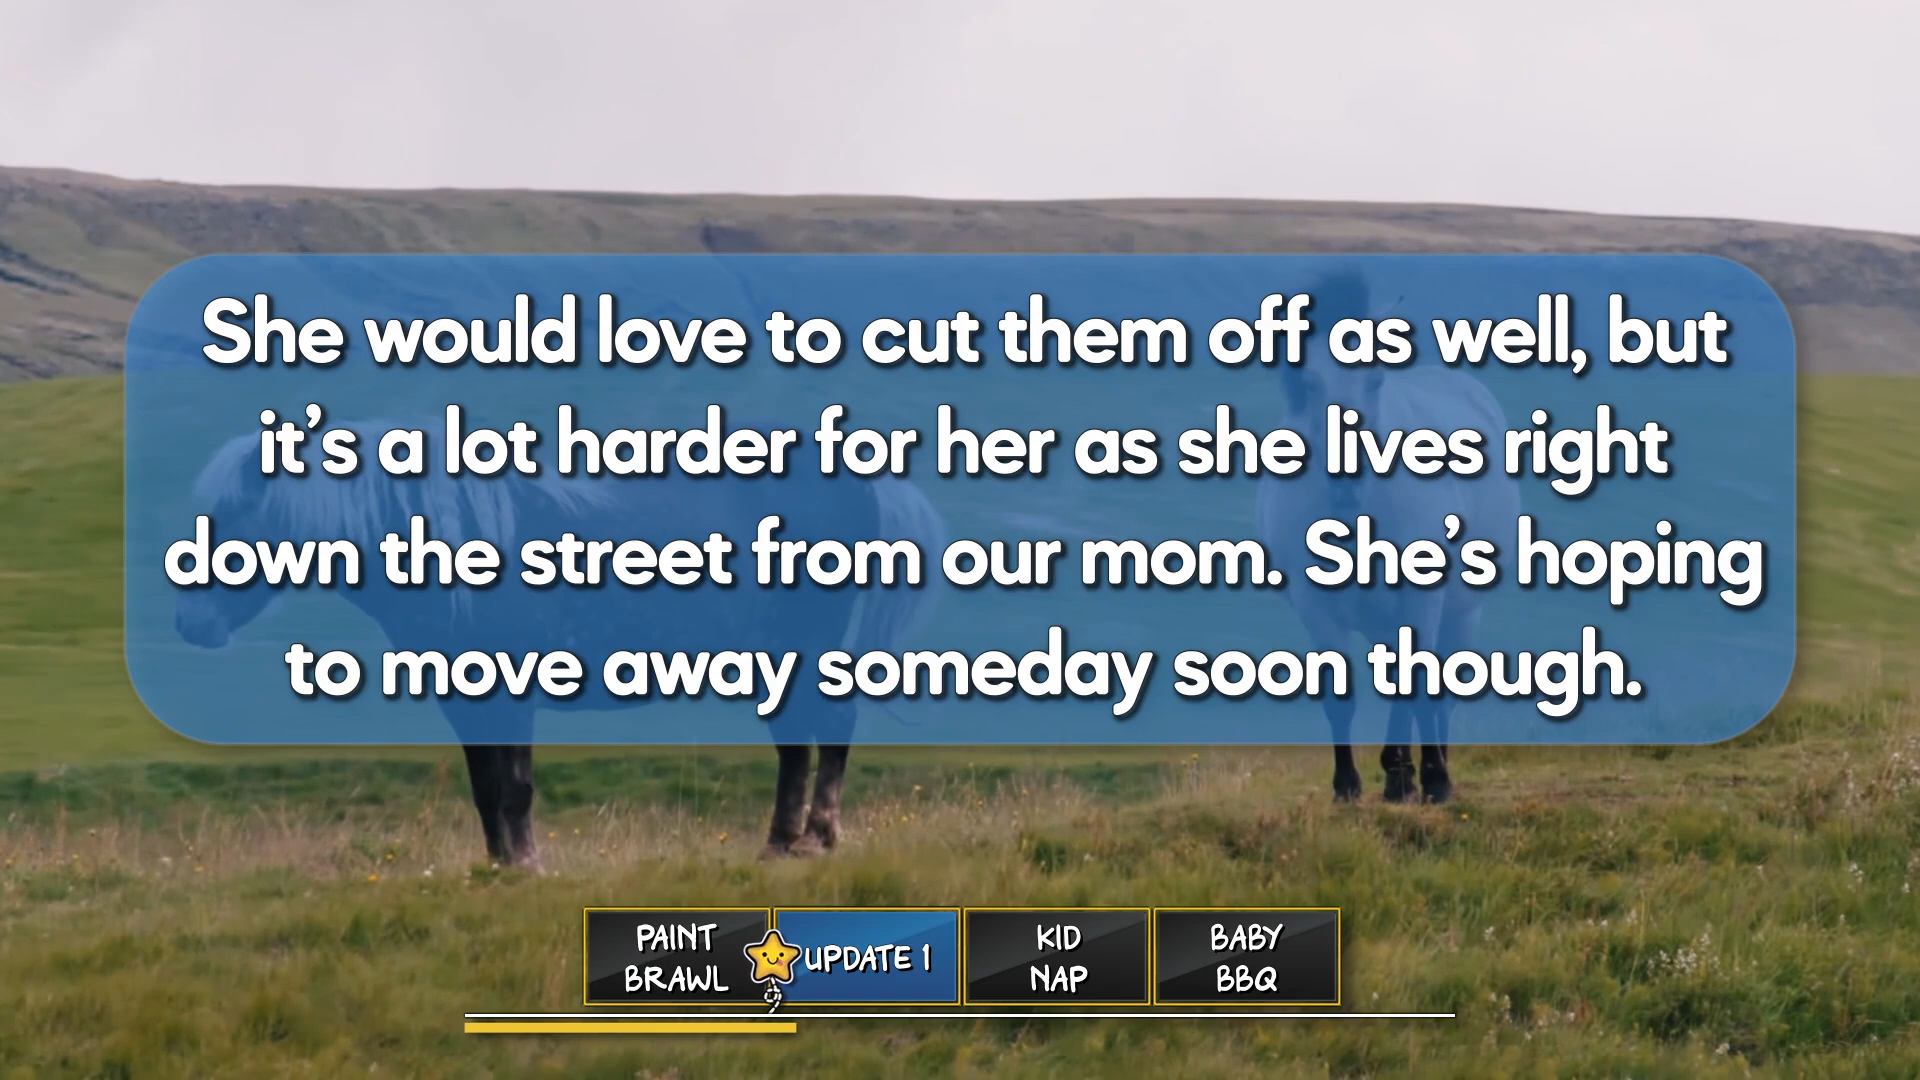 She would love to cut them off as well, but
it’s a lot harder for her as she lives right
down the street from our mom. She’s hoping
to move away someday soon though.
PAINT
BRAWL
UPDATE 1
KID
NAP
BABY
BBQ